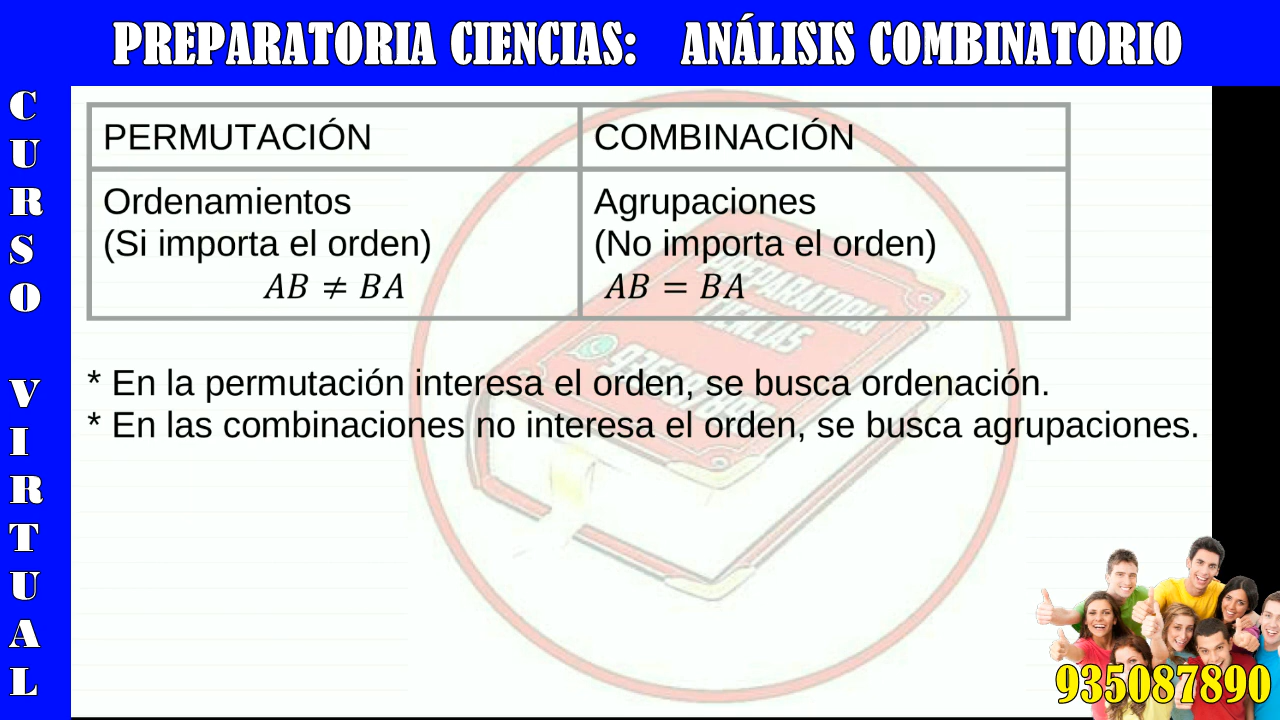 PREPARATORIA CIENCIAS: ANÁLISIS COMBINATORIO
CURSO VIRTUAL
PERMUTACIÓN
COMBINACIÓN
Ordenamientos
(Si importa el orden)
AB ≠ BA
Agrupaciones
(No importa el orden)
AB = BA
* En la permutación interesa el orden, se busca ordenación.
* En las combinaciones no interesa el orden, se busca agrupaciones.
PREPARATORIA
CIENCIAS
935087890